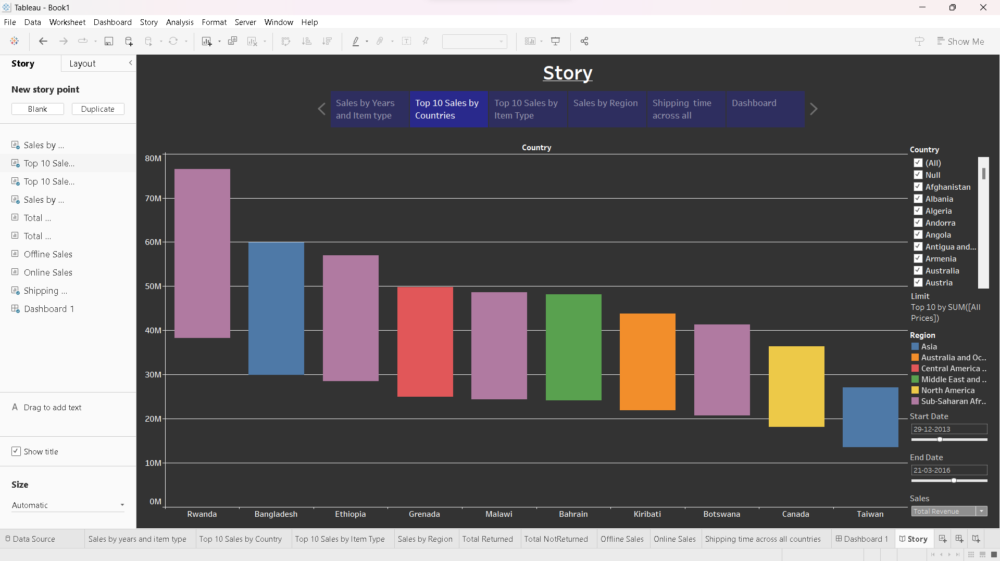 Tableau - Book1
File Data Worksheet Dashboard Story Analysis Format Server Window Help
Show Me
Story Layout
New story point
Blank Duplicate
Sales by ...
Top 10 Sale...
Top 10 Sale...
Sales by ...
Total ...
Total ...
Offline Sales
Online Sales
Shipping ...
Dashboard 1
A Drag to add text
Show title
Size
Automatic
Story
Sales by Years
and Item type
Top 10 Sales by
Countries
Top 10 Sales by
Item Type
Sales by Region
Shipping time
across all
Dashboard
Country
80M
70M
60M
50M
40M
30M
20M
10M
0M
Rwanda Bangladesh Ethiopia Grenada Malawi Bahrain Kiribati Botswana Canada Taiwan
Country
(All)
Null
Afghanistan
Albania
Algeria
Andorra
Angola
Antigua and...
Armenia
Australia
Austria
Limit
Top 10 by SUM([All
Prices])
Region
Asia
Australia and Oc..
Central America ..
Middle East and ..
North America
Sub-Saharan Afr..
Start Date
29-12-2013
End Date
21-03-2016
Sales
Total Revenue
Data Source Sales by years and item type Top 10 Sales by Country Top 10 Sales by Item Type Sales by Region Total Returned Total NotReturned Offline Sales Online Sales Shipping time across all countries Dashboard 1 Story